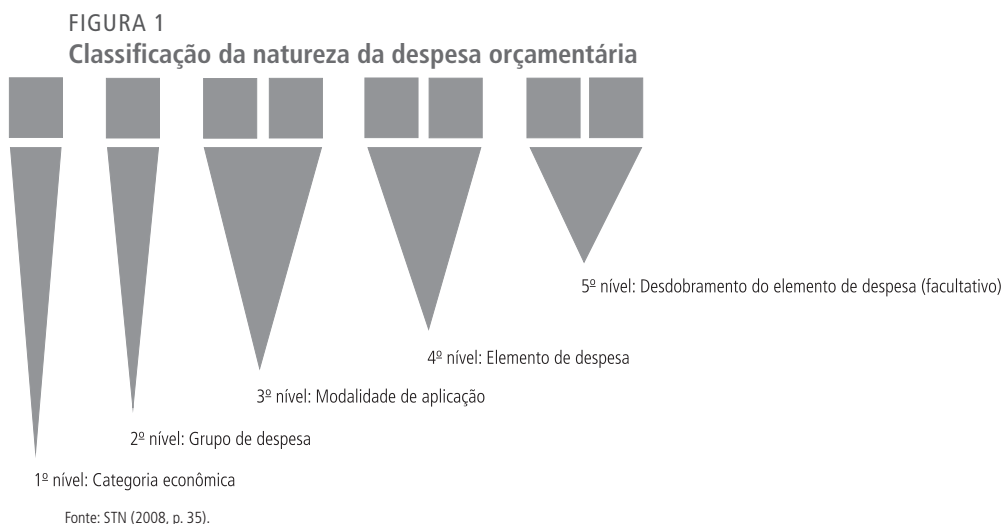 FIGURA 1
Classificação da natureza da despesa orçamentária
5º nível: Desdobramento do elemento de despesa (facultativo)
4º nível: Elemento de despesa
3º nível: Modalidade de aplicação
2º nível: Grupo de despesa
1º nível: Categoria econômica
Fonte: STN (2008, p. 35).